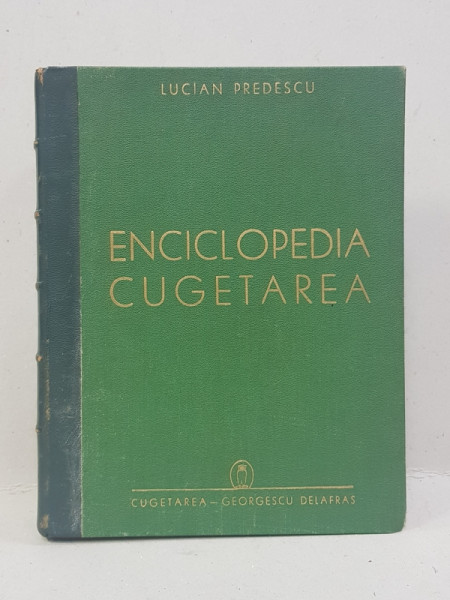 LUCIAN PREDESCU
ENCICLOPEDIA
CUGETAREA
CUGETAREA — GEORGESCU DELAFRAS